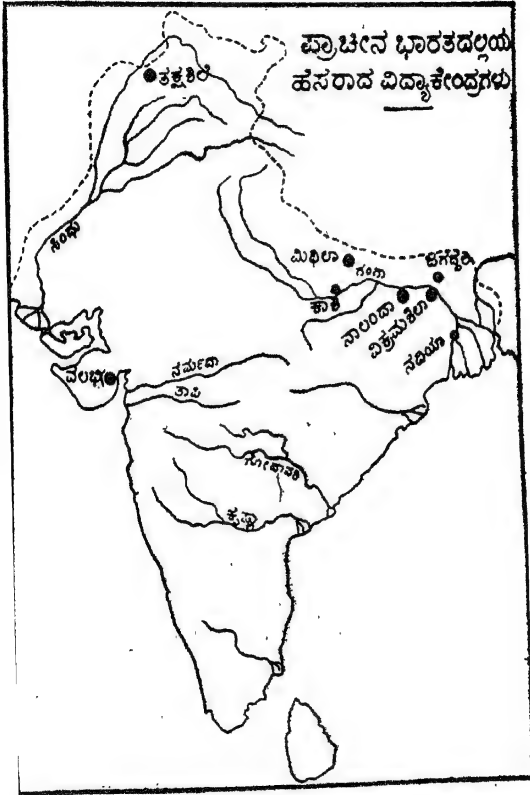 ಪ್ರಾಚೀನ ಭಾರತದಲ್ಲಿಯ
ಹೆಸರಾದ ವಿದ್ಯಾಕೇಂದ್ರಗಳು
ತಕ್ಷಶಿಲೆ
ಸಿಂಧು
ಮಿಥಿಲಾ
ಗಂಗಾ
ಕಾಶಿ
ನಾಲಂದಾ
ವಿಕ್ರಮಶಿಲಾ
ನದಿಯಾ
ವಲಭಿ
ನರ್ಮದಾ
ತಾಪಿ
ಗೋದಾವರಿ
ಕೃಷ್ಣಾ